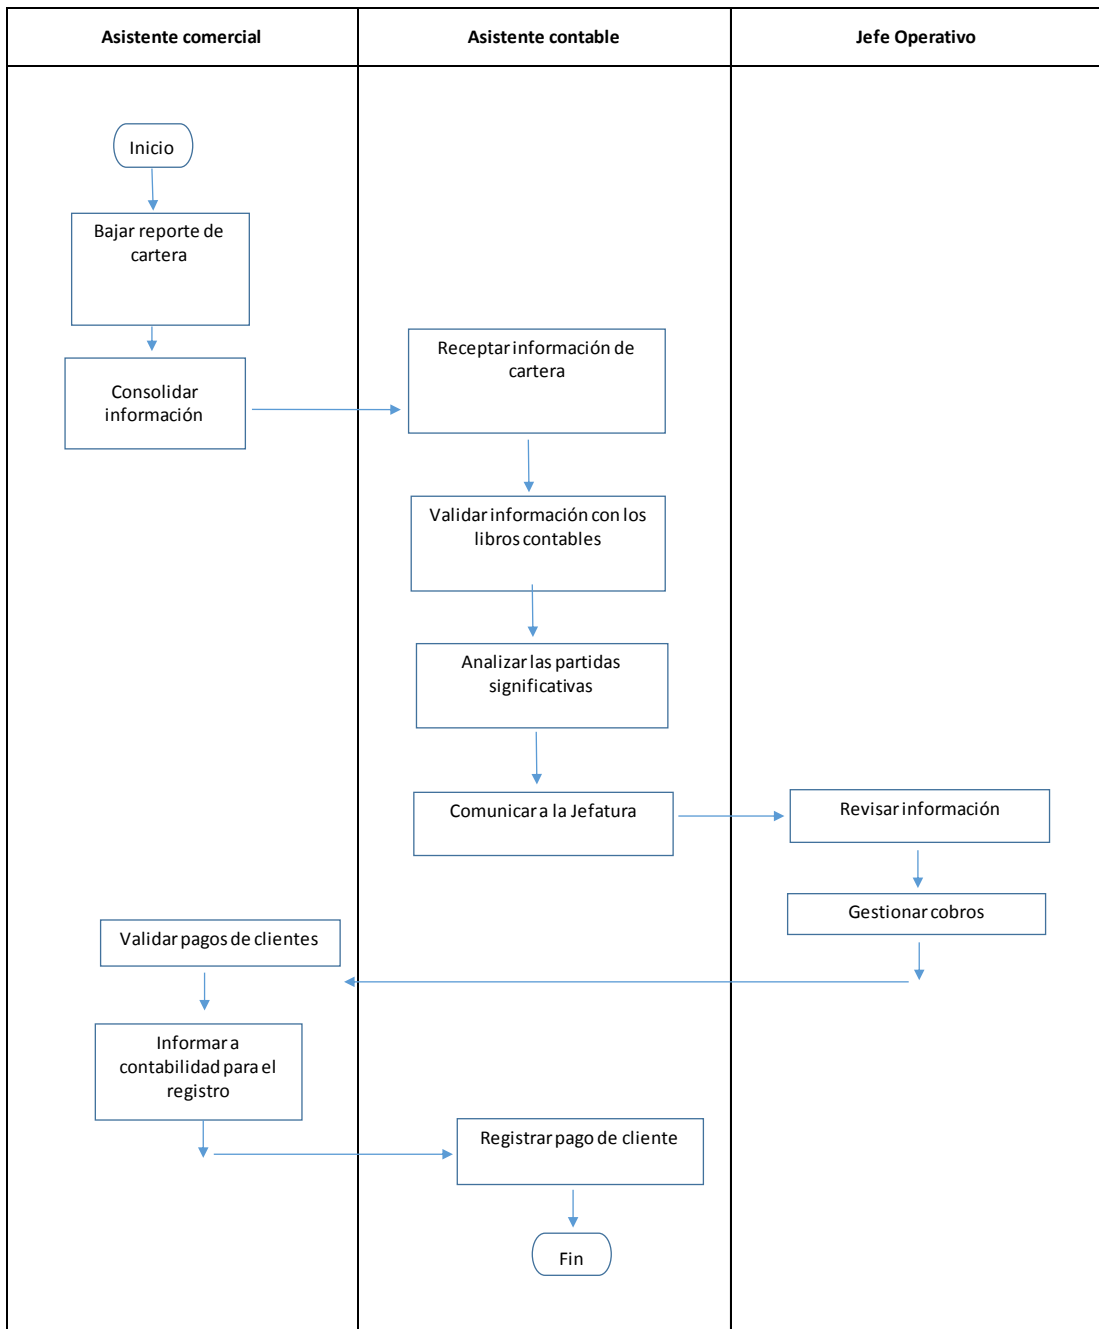 Asistente comercial
Asistente contable
Jefe Operativo
Inicio
Bajar reporte de
cartera
Consolidar
información
Receptar información de
cartera
Validar información con los
libros contables
Analizar las partidas
significativas
Comunicar a la Jefatura
Revisar información
Gestionar cobros
Validar pagos de clientes
Informar a
contabilidad para el
registro
Registrar pago de cliente
Fin